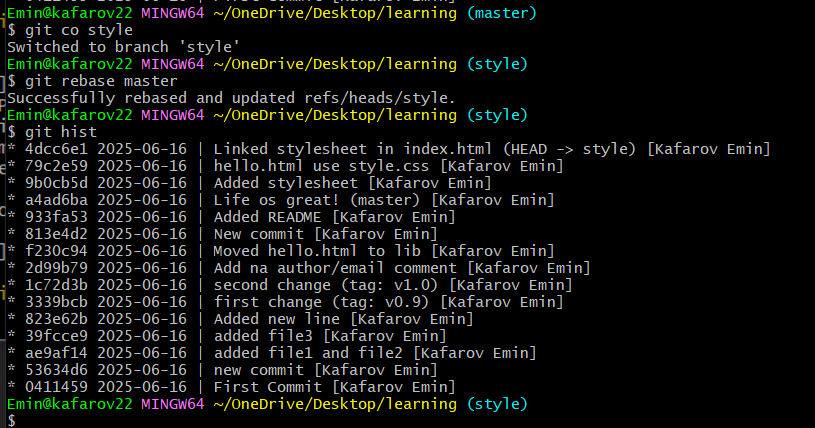 Emin@kafarov22 MINGW64 ~/OneDrive/Desktop/learning (master)
$ git co style
Switched to branch 'style'
Emin@kafarov22 MINGW64 ~/OneDrive/Desktop/learning (style)
$ git rebase master
Successfully rebased and updated refs/heads/style.
Emin@kafarov22 MINGW64 ~/OneDrive/Desktop/learning (style)
$ git hist
* 4dcc6e1 2025-06-16 | Linked stylesheet in index.html (HEAD -> style) [Kafarov Emin]
* 79c2e59 2025-06-16 | hello.html use style.css [Kafarov Emin]
* 9b0cb5d 2025-06-16 | Added stylesheet [Kafarov Emin]
* a4ad6ba 2025-06-16 | Life os great! (master) [Kafarov Emin]
* 933fa53 2025-06-16 | Added README [Kafarov Emin]
* 813e4d2 2025-06-16 | New commit [Kafarov Emin]
* f230c94 2025-06-16 | Moved hello.html to lib [Kafarov Emin]
* 2d99b79 2025-06-16 | Add na author/email comment [Kafarov Emin]
* 1c72d3b 2025-06-16 | second change (tag: v1.0) [Kafarov Emin]
* 3339bcb 2025-06-16 | first change (tag: v0.9) [Kafarov Emin]
* 823e62b 2025-06-16 | Added new line [Kafarov Emin]
* 39fcce9 2025-06-16 | added file3 [Kafarov Emin]
* ae9af14 2025-06-16 | added file1 and file2 [Kafarov Emin]
* 53634d6 2025-06-16 | new commit [Kafarov Emin]
* 0411459 2025-06-16 | First Commit [Kafarov Emin]
Emin@kafarov22 MINGW64 ~/OneDrive/Desktop/learning (style)
$